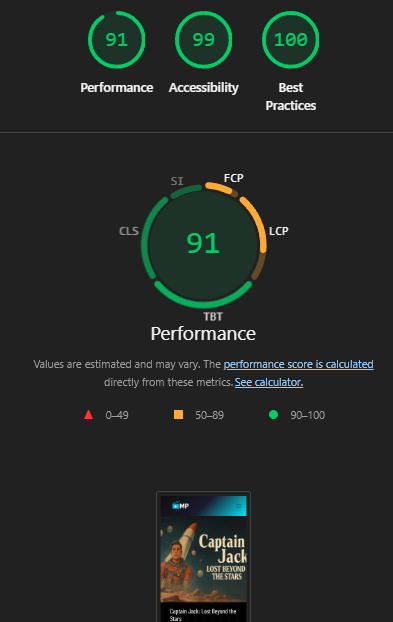 91
99
100
Performance
Accessibility
Best
Practices
SI
FCP
CLS
LCP
91
TBT
Performance
Values are estimated and may vary. The performance score is calculated
directly from these metrics. See calculator.
0–49
50–89
90–100
MP
Captain
Jack
LOST BEYOND
THE STARS
Captain Jack: Lost Beyond the
Stars